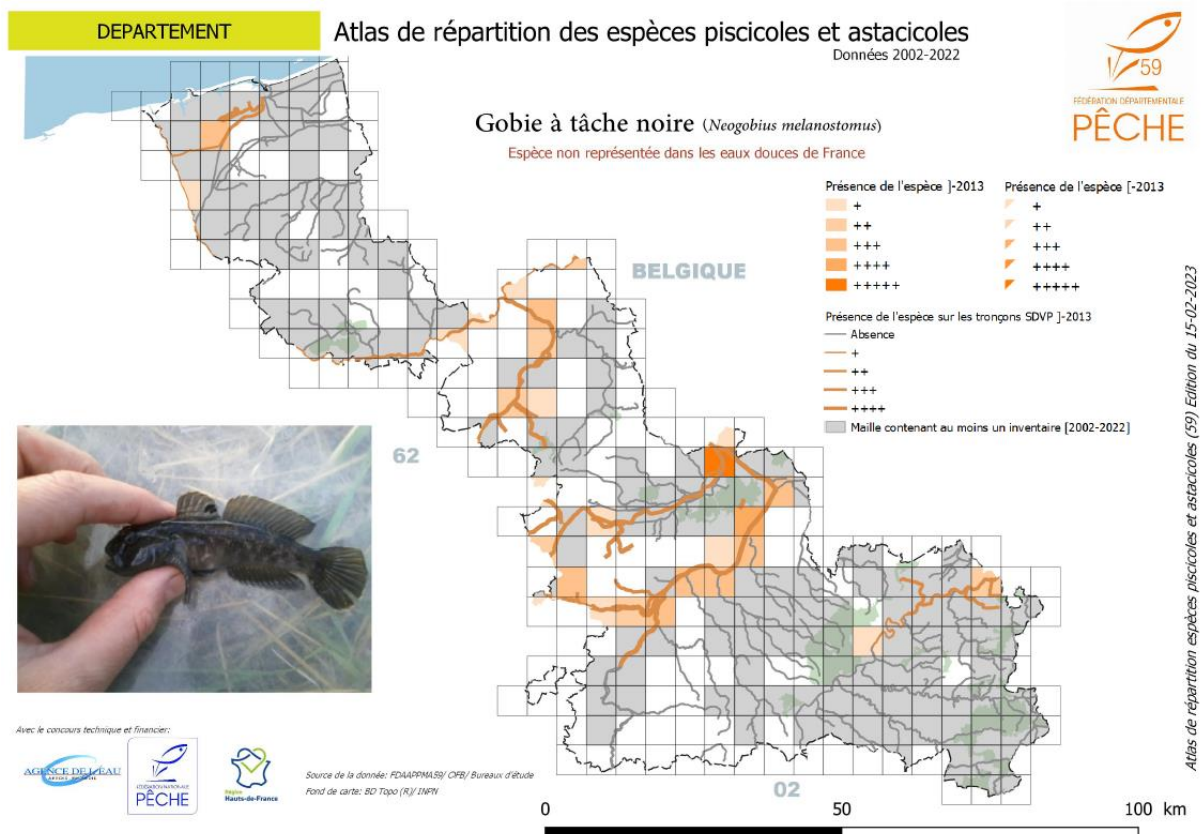 DEPARTEMENT
Atlas de répartition des espèces piscicoles et astacicoles
Données 2002-2022
59
FÉDÉRATION DÉPARTEMENTALE
PÊCHE
Gobie à tâche noire (Neogobius melanostomus)
Espèce non représentée dans les eaux douces de France
Présence de l'espèce ]-2013
+
++
+++
++++
+++++
Présence de l'espèce [-2013
+
++
+++
++++
+++++
BELGIQUE
Présence de l'espèce sur les tronçons SDVP ]-2013
Absence
+
++
+++
++++
Maille contenant au moins un inventaire [2002-2022]
62
02
Atlas de répartition espèces piscicoles et astacicoles (59) Edition du 15-02-2023
Avec le concours technique et financier:
AGENCE DE L'EAU
ARTOIS PICARDIE
FÉDÉRATION NATIONALE
PÊCHE
Région
Hauts-de-France
Source de la donnée: FDAAPPMA59/ OFB/ Bureaux d'étude
Fond de carte: BD Topo (R)/ INPN
0
50
100 km